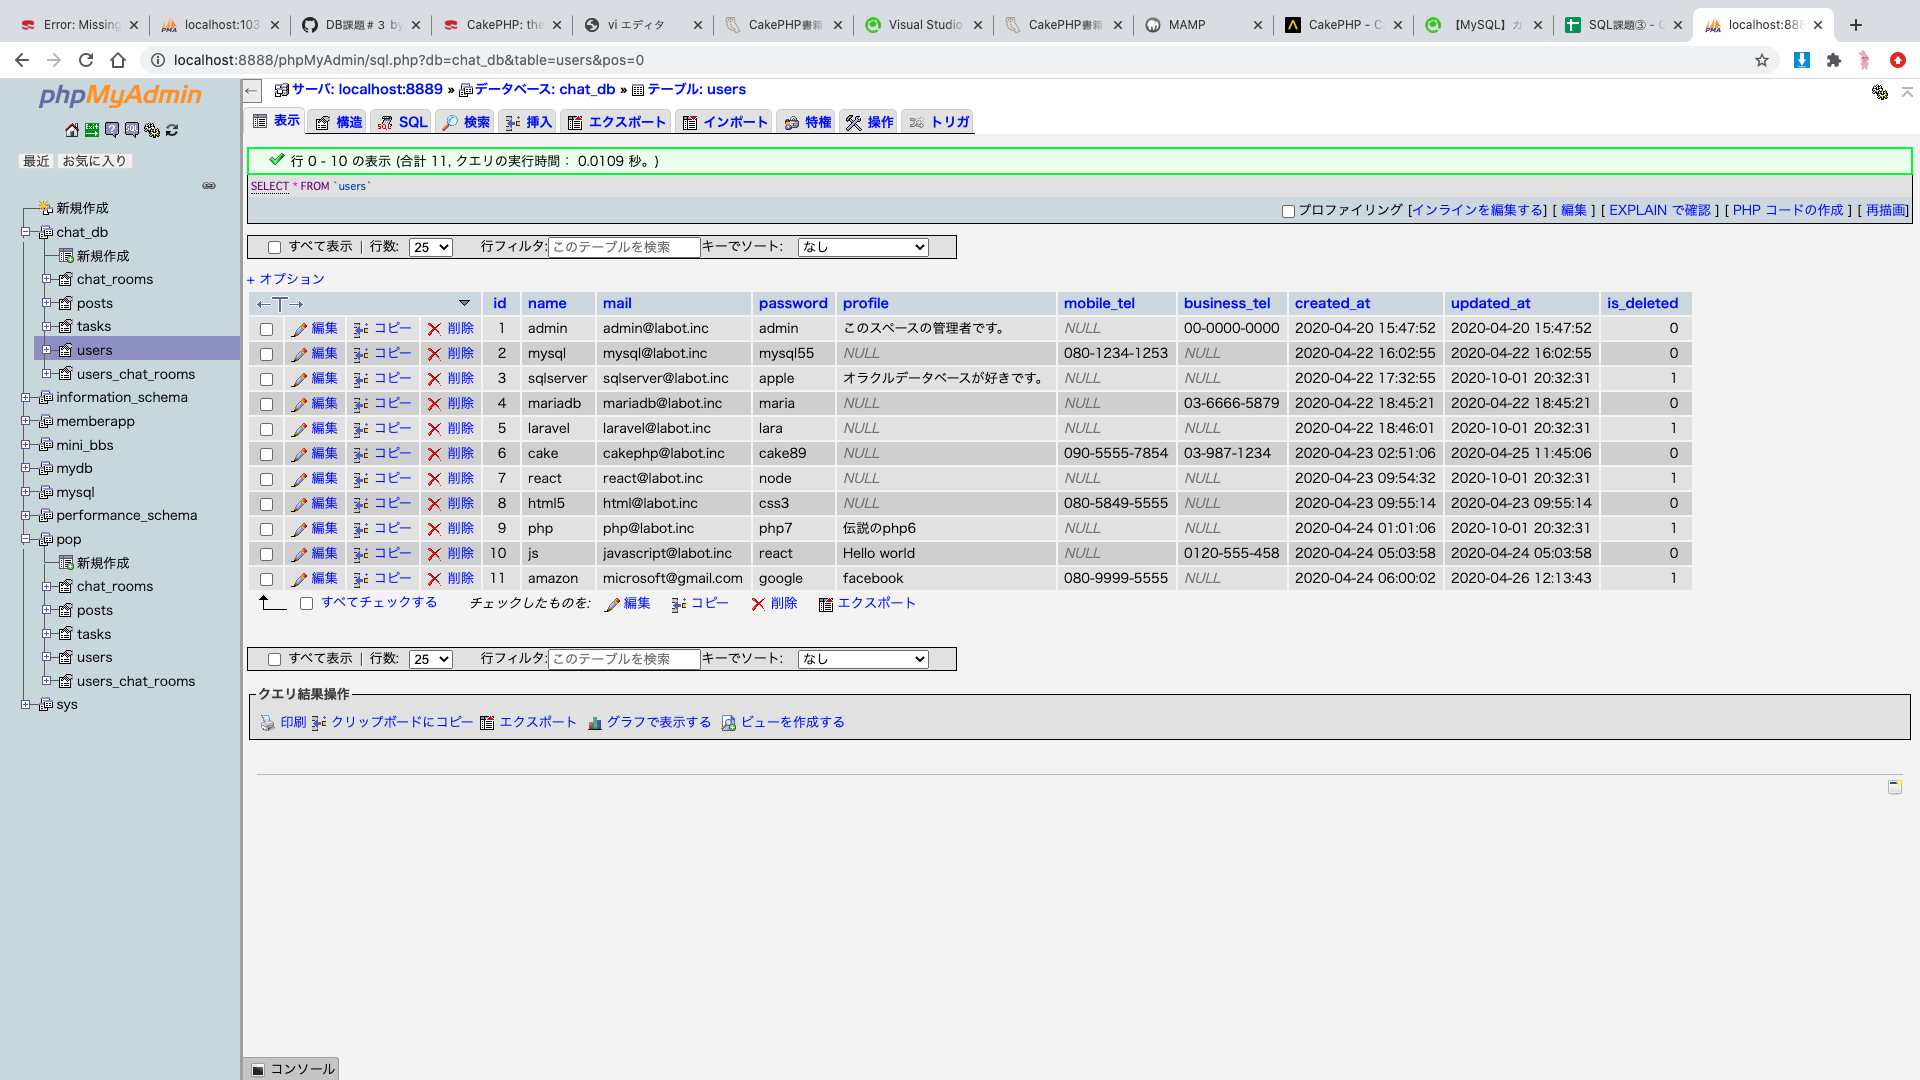 Error: Missing
localhost:103
DB課題＃３ by
CakePHP: the
vi エディタ
CakePHP書籍
Visual Studio
CakePHP書籍
MAMP
CakePHP - C
【MySQL】カ
SQL課題③ - G
localhost:888
localhost:8888/phpMyAdmin/sql.php?db=chat_db&table=users&pos=0
phpMyAdmin
最近 お気に入り
新規作成
chat_db
新規作成
chat_rooms
posts
tasks
users
users_chat_rooms
information_schema
memberapp
mini_bbs
mydb
mysql
performance_schema
pop
新規作成
chat_rooms
posts
tasks
users
users_chat_rooms
sys
サーバ: localhost:8889 » データベース: chat_db » テーブル: users
表示 構造 SQL 検索 挿入 エクスポート インポート 特権 操作 トリガ
行 0 - 10 の表示 (合計 11, クエリの実行時間： 0.0109 秒。)
SELECT * FROM `users`
プロファイリング [インラインを編集する] [ 編集 ] [ EXPLAIN で確認 ] [ PHP コードの作成 ] [ 再描画]
すべて表示 | 行数: 25 行フィルタ: このテーブルを検索 キーでソート: なし
+ オプション
←T→ id name mail password profile mobile_tel business_tel created_at updated_at is_deleted
編集 コピー 削除 1 admin admin@labot.inc admin このスペースの管理者です。 NULL 00-0000-0000 2020-04-20 15:47:52 2020-04-20 15:47:52 0
編集 コピー 削除 2 mysql mysql@labot.inc mysql55 NULL 080-1234-1253 NULL 2020-04-22 16:02:55 2020-04-22 16:02:55 0
編集 コピー 削除 3 sqlserver sqlserver@labot.inc apple オラクルデータベースが好きです。 NULL NULL 2020-04-22 17:32:55 2020-10-01 20:32:31 1
編集 コピー 削除 4 mariadb mariadb@labot.inc maria NULL NULL 03-6666-5879 2020-04-22 18:45:21 2020-04-22 18:45:21 0
編集 コピー 削除 5 laravel laravel@labot.inc lara NULL NULL NULL 2020-04-22 18:46:01 2020-10-01 20:32:31 1
編集 コピー 削除 6 cake cakephp@labot.inc cake89 NULL 090-5555-7854 03-987-1234 2020-04-23 02:51:06 2020-04-25 11:45:06 0
編集 コピー 削除 7 react react@labot.inc node NULL NULL NULL 2020-04-23 09:54:32 2020-10-01 20:32:31 1
編集 コピー 削除 8 html5 html@labot.inc css3 NULL 080-5849-5555 NULL 2020-04-23 09:55:14 2020-04-23 09:55:14 0
編集 コピー 削除 9 php php@labot.inc php7 伝説のphp6 NULL NULL 2020-04-24 01:01:06 2020-10-01 20:32:31 1
編集 コピー 削除 10 js javascript@labot.inc react Hello world NULL 0120-555-458 2020-04-24 05:03:58 2020-04-24 05:03:58 0
編集 コピー 削除 11 amazon microsoft@gmail.com google facebook 080-9999-5555 NULL 2020-04-24 06:00:02 2020-04-26 12:13:43 1
すべてチェックする チェックしたものを: 編集 コピー 削除 エクスポート
すべて表示 | 行数: 25 行フィルタ: このテーブルを検索 キーでソート: なし
クエリ結果操作
印刷 クリップボードにコピー エクスポート グラフで表示する ビューを作成する
コンソール